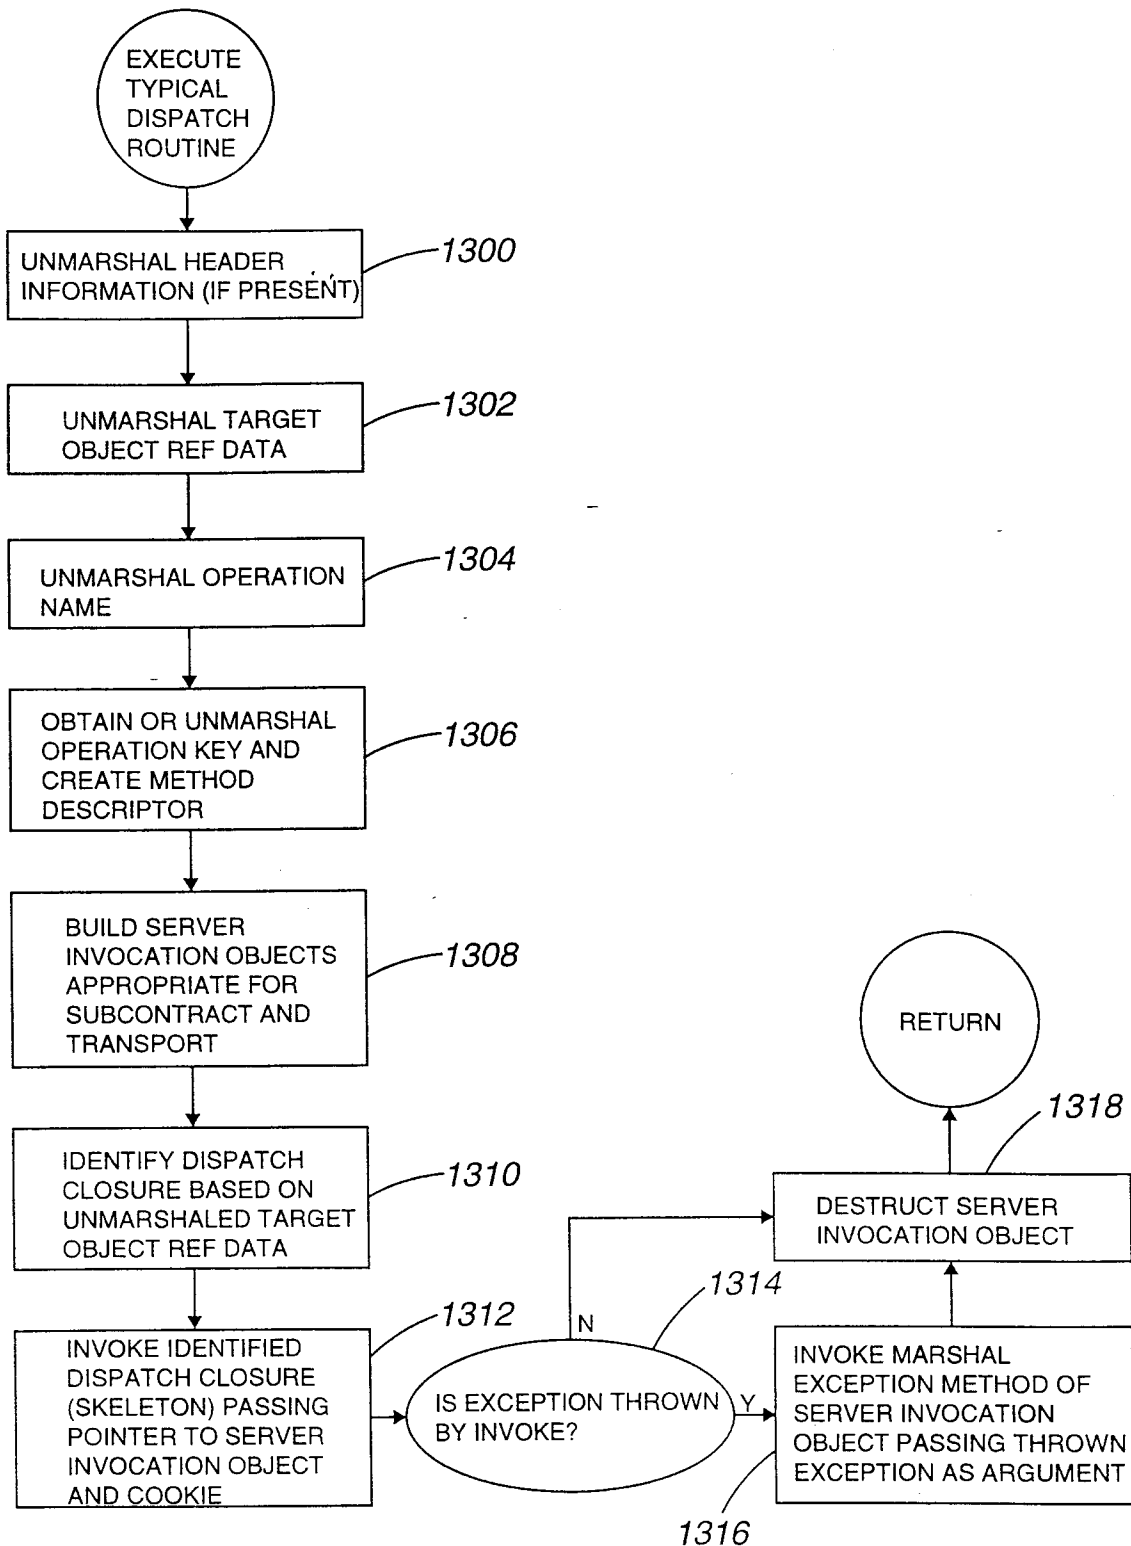 EXECUTE
TYPICAL
DISPATCH
ROUTINE
UNMARSHAL HEADER
INFORMATION (IF PRESENT)
1300
UNMARSHAL TARGET
OBJECT REF DATA
1302
UNMARSHAL OPERATION
NAME
1304
OBTAIN OR UNMARSHAL
OPERATION KEY AND
CREATE METHOD
DESCRIPTOR
1306
BUILD SERVER
INVOCATION OBJECTS
APPROPRIATE FOR
SUBCONTRACT AND
TRANSPORT
1308
IDENTIFY DISPATCH
CLOSURE BASED ON
UNMARSHALED TARGET
OBJECT REF DATA
1310
INVOKE IDENTIFIED
DISPATCH CLOSURE
(SKELETON) PASSING
POINTER TO SERVER
INVOCATION OBJECT
AND COOKIE
1312
IS EXCEPTION THROWN
BY INVOKE?
1314
N
Y
INVOKE MARSHAL
EXCEPTION METHOD OF
SERVER INVOCATION
OBJECT PASSING THROWN
EXCEPTION AS ARGUMENT
1316
DESTRUCT SERVER
INVOCATION OBJECT
1318
RETURN